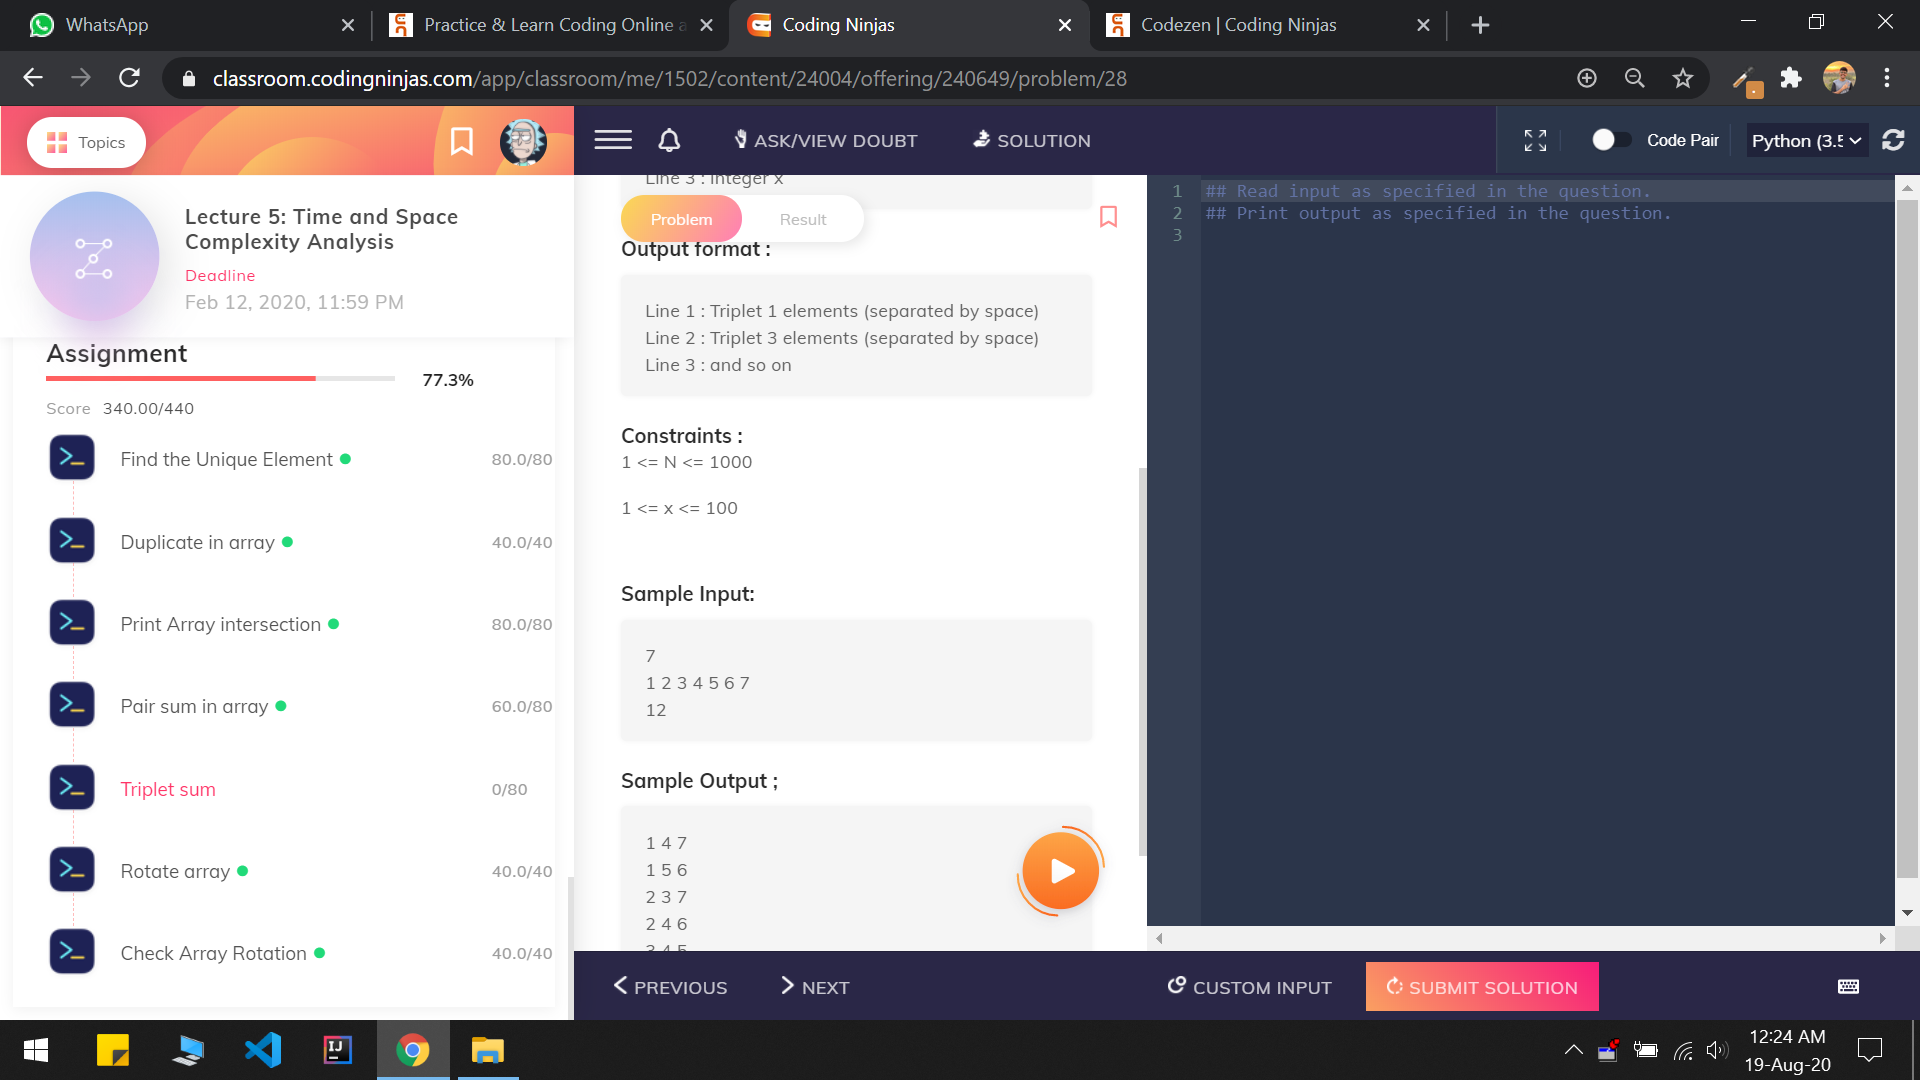 WhatsApp
Practice & Learn Coding Online a
Coding Ninjas
Codezen | Coding Ninjas
classroom.codingninjas.com/app/classroom/me/1502/content/24004/offering/240649/problem/28
Topics
Lecture 5: Time and Space
Complexity Analysis
Deadline
Feb 12, 2020, 11:59 PM
Assignment
77.3%
Score 340.00/440
Find the Unique Element 80.0/80
Duplicate in array 40.0/40
Print Array intersection 80.0/80
Pair sum in array 60.0/80
Triplet sum 0/80
Rotate array 40.0/40
Check Array Rotation 40.0/40
ASK/VIEW DOUBT
SOLUTION
Code Pair
Python (3.5
Line 3 : Integer x
Problem
Result
Output format :
Line 1 : Triplet 1 elements (separated by space)
Line 2 : Triplet 3 elements (separated by space)
Line 3 : and so on
Constraints :
1 <= N <= 1000
1 <= x <= 100
Sample Input:
7
1 2 3 4 5 6 7
12
Sample Output ;
1 4 7
1 5 6
2 3 7
2 4 6
3 4 5
1 ## Read input as specified in the question.
2 ## Print output as specified in the question.
3
PREVIOUS
NEXT
CUSTOM INPUT
SUBMIT SOLUTION
IJ
12:24 AM
19-Aug-20